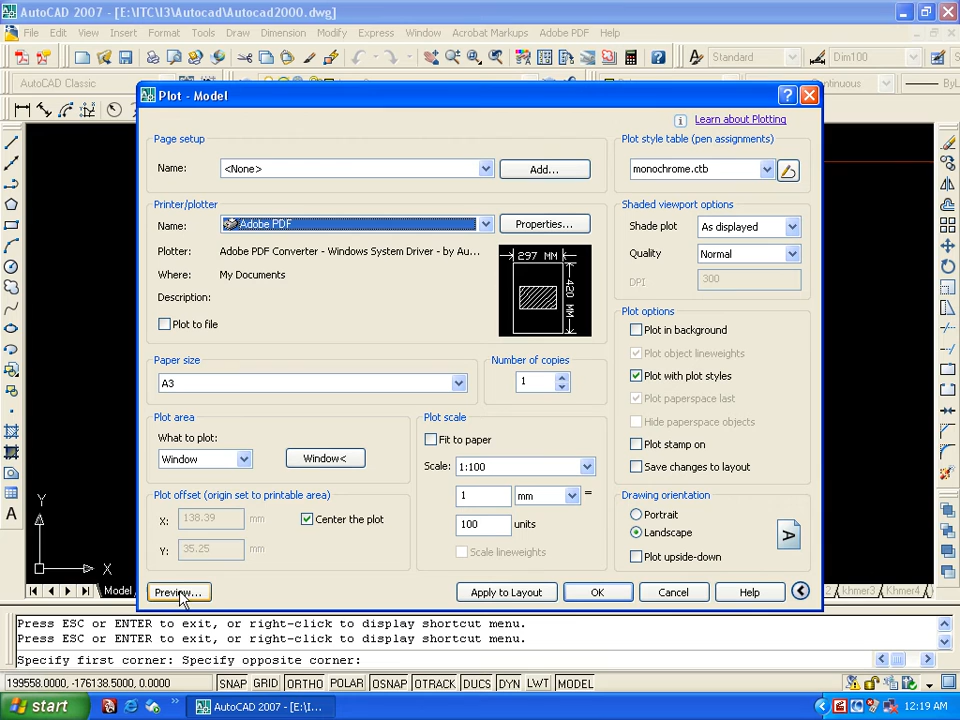 AutoCAD 2007 - [E:\ITC\I3\Autocad\Autocad2000.dwg]
File Edit View Insert Format Tools Draw Dimension Modify Express Window Acrobat Markups Adobe PDF Help
Standard Dim100
AutoCAD Classic
Continuous ByL
Plot - Model
Learn about Plotting
Page setup
Name: <None> Add...
Plot style table (pen assignments)
monochrome.ctb
Printer/plotter
Name: Adobe PDF Properties...
Plotter: Adobe PDF Converter - Windows System Driver - by Au...
Where: My Documents
Description:
Plot to file
297 MM
420 MM
Shaded viewport options
Shade plot As displayed
Quality Normal
DPI 300
Paper size
A3
Number of copies
1
Plot options
Plot in background
Plot object lineweights
Plot with plot styles
Plot paperspace last
Hide paperspace objects
Plot stamp on
Save changes to layout
Plot area
What to plot:
Window Window<
Plot scale
Fit to paper
Scale: 1:100
1 mm =
100 units
Scale lineweights
Plot offset (origin set to printable area)
X: 138.39 mm Center the plot
Y: 35.25 mm
Drawing orientation
Portrait
Landscape
Plot upside-down
A
Preview... Apply to Layout OK Cancel Help
Y
X
Model khmer3 Khmer4
Press ESC or ENTER to exit, or right-click to display shortcut menu.
Press ESC or ENTER to exit, or right-click to display shortcut menu.
Specify first corner: Specify opposite corner:
199558.0000, -176138.5000, 0.0000 SNAP GRID ORTHO POLAR OSNAP OTRACK DUCS DYN LWT MODEL
start AutoCAD 2007 - [E:\I... 12:19 AM